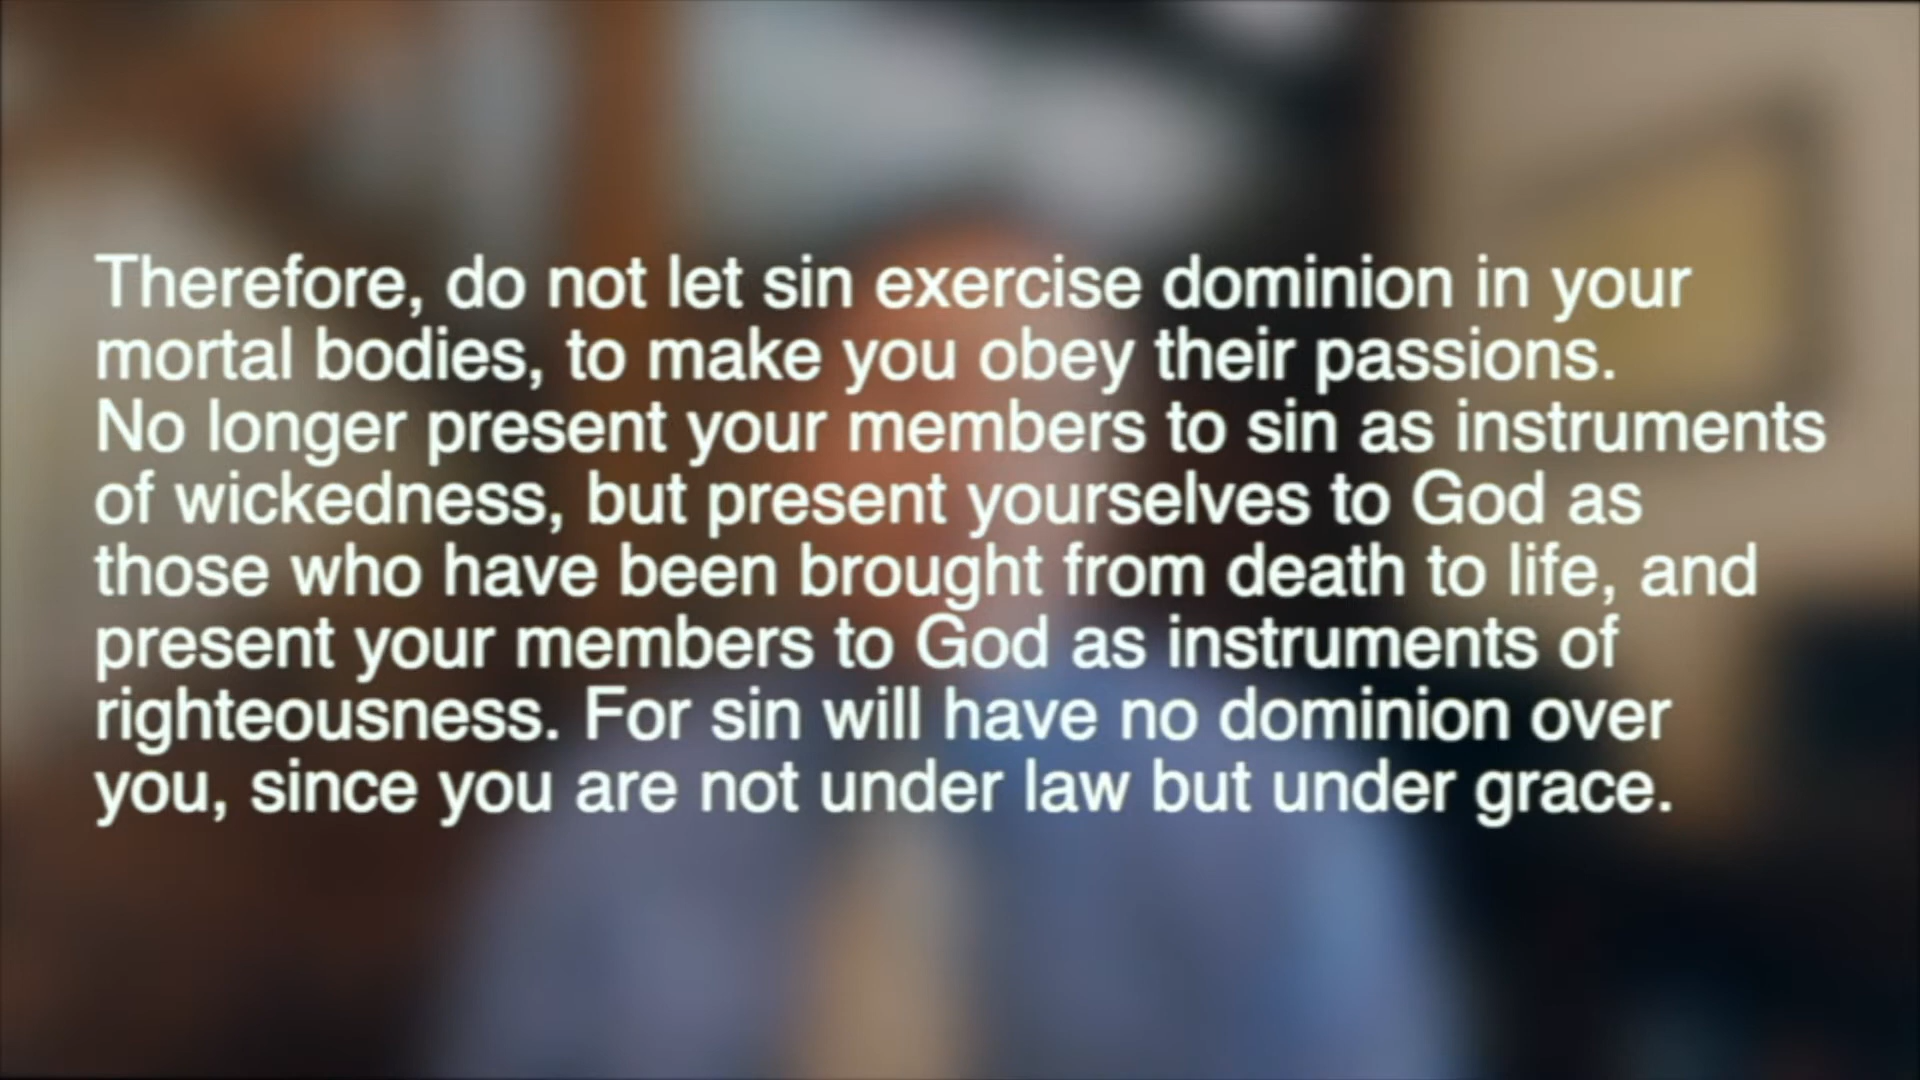 Therefore, do not let sin exercise dominion in your
mortal bodies, to make you obey their passions.
No longer present your members to sin as instruments
of wickedness, but present yourselves to God as
those who have been brought from death to life, and
present your members to God as instruments of
righteousness. For sin will have no dominion over
you, since you are not under law but under grace.